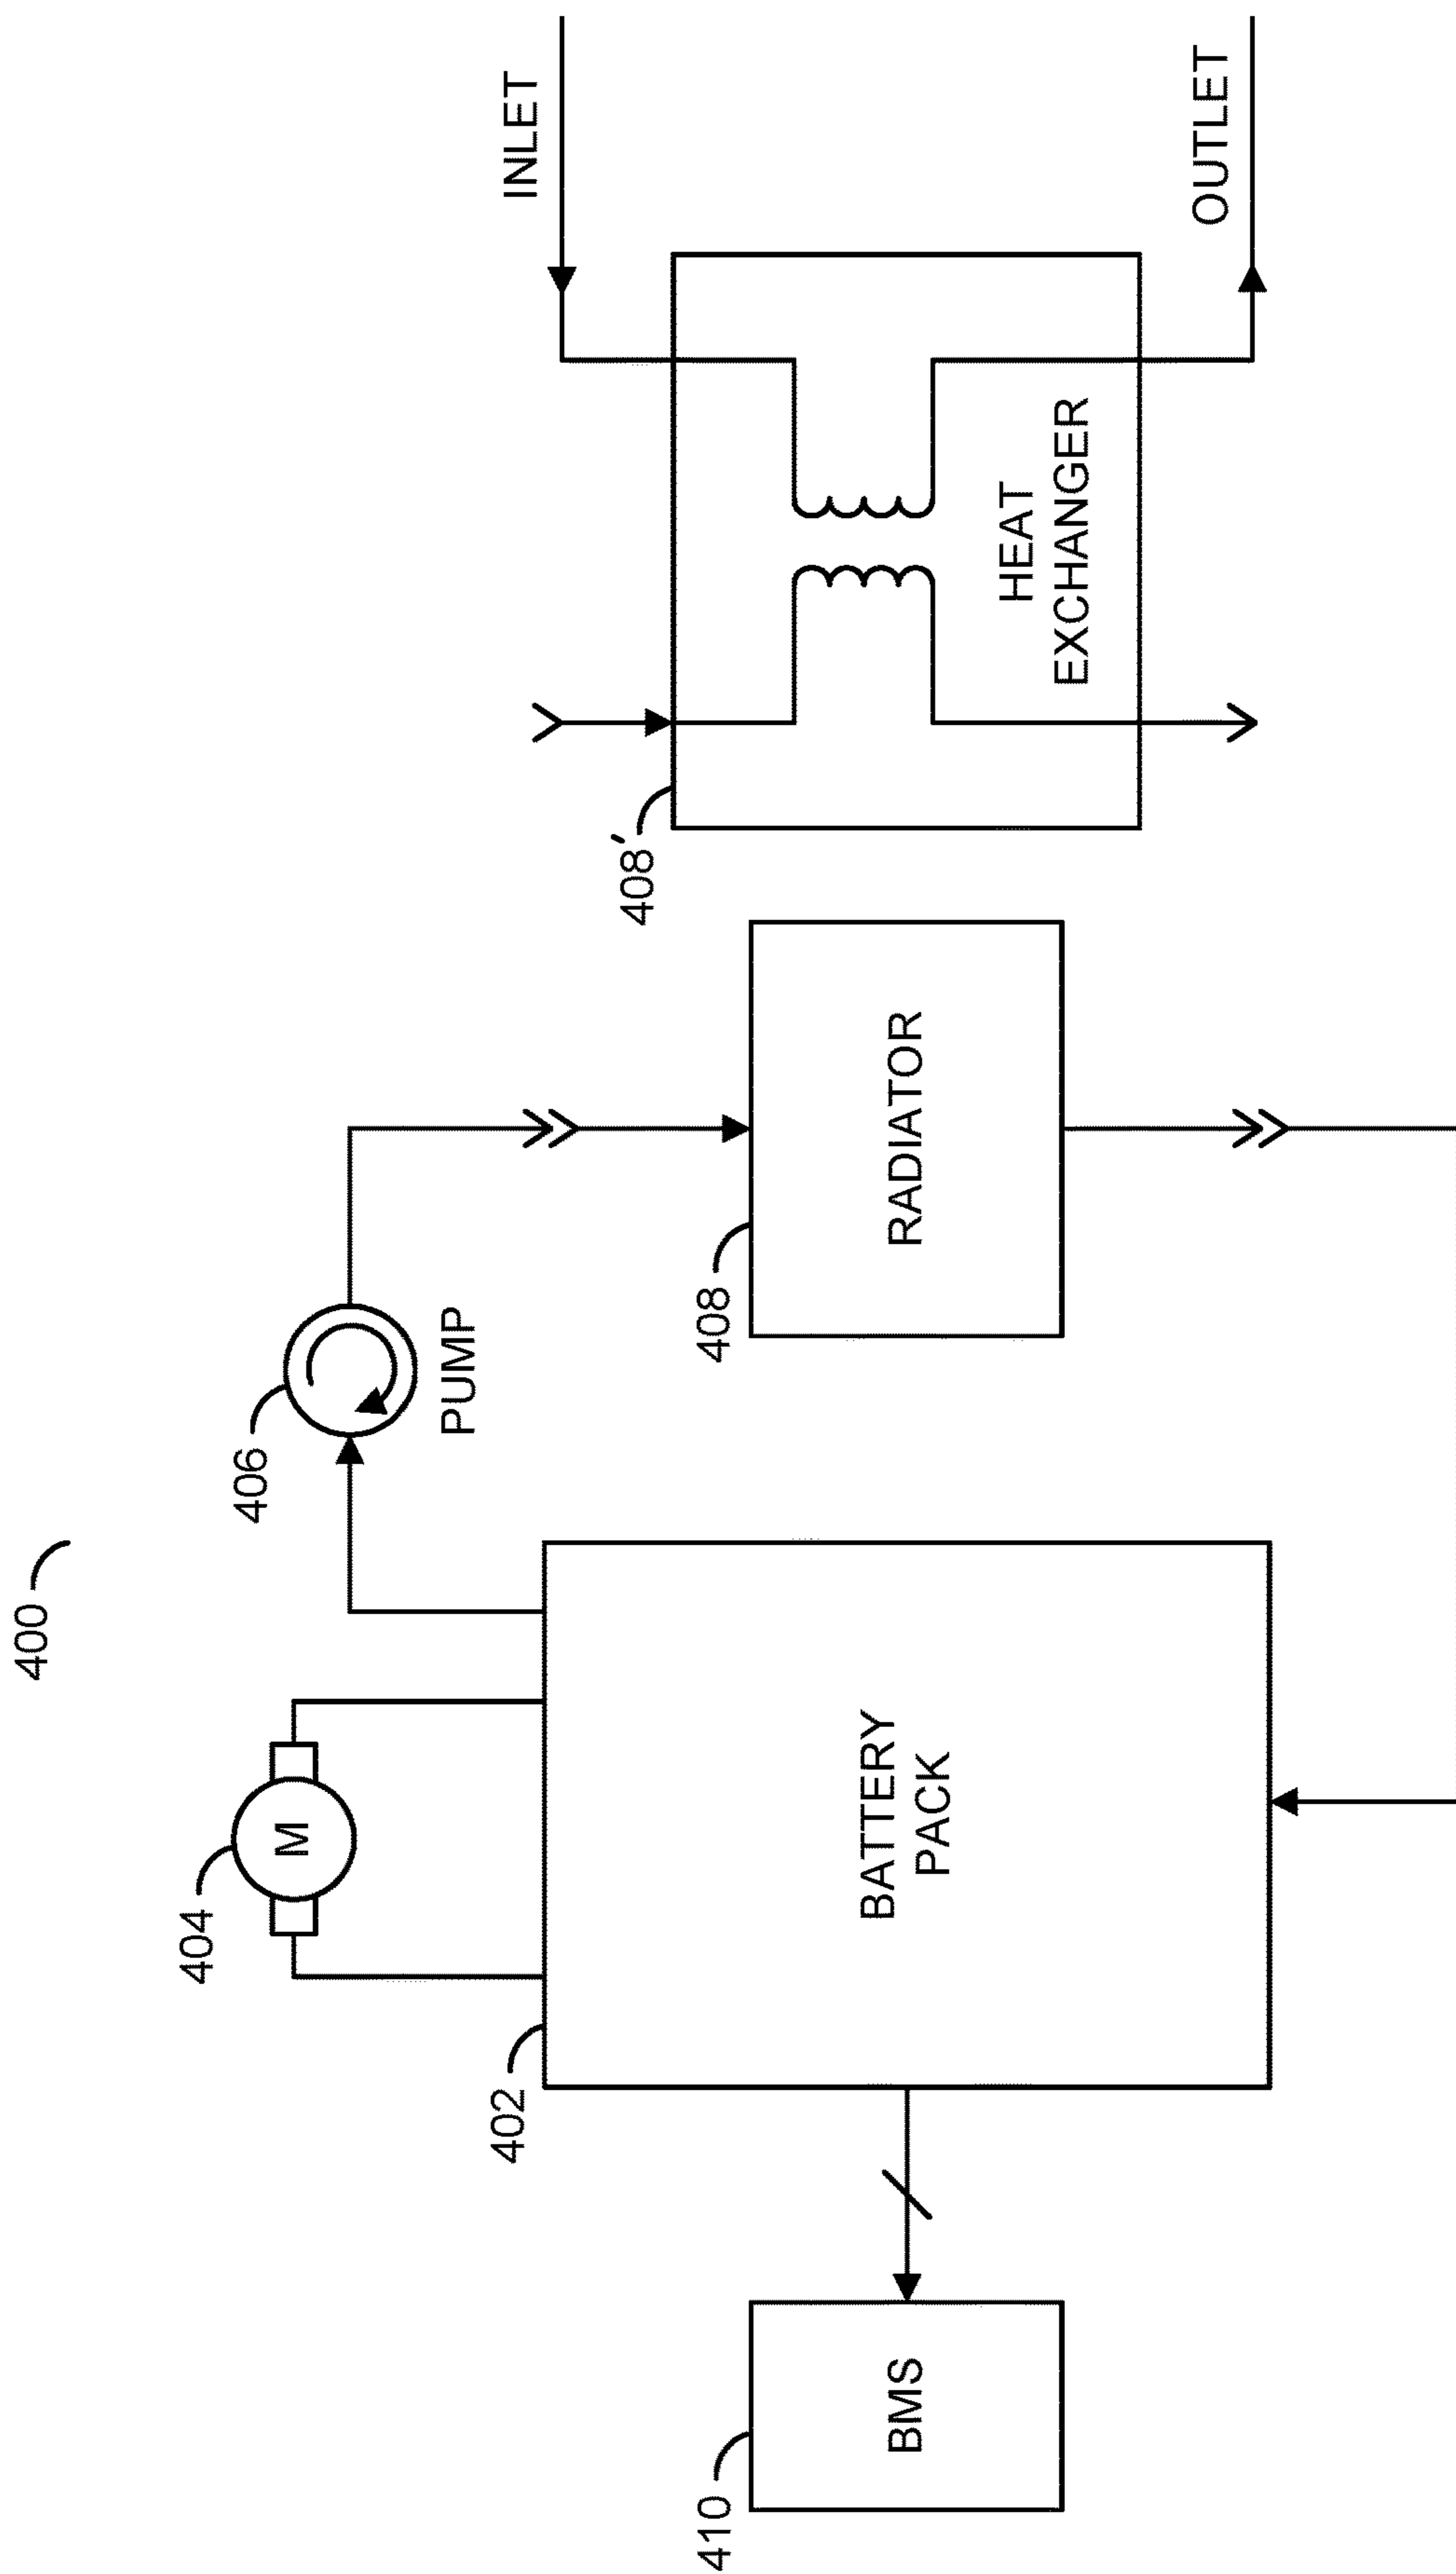 400
404
M
406
PUMP
402
BATTERY
PACK
410
BMS
408
RADIATOR
408'
HEAT
EXCHANGER
INLET
OUTLET